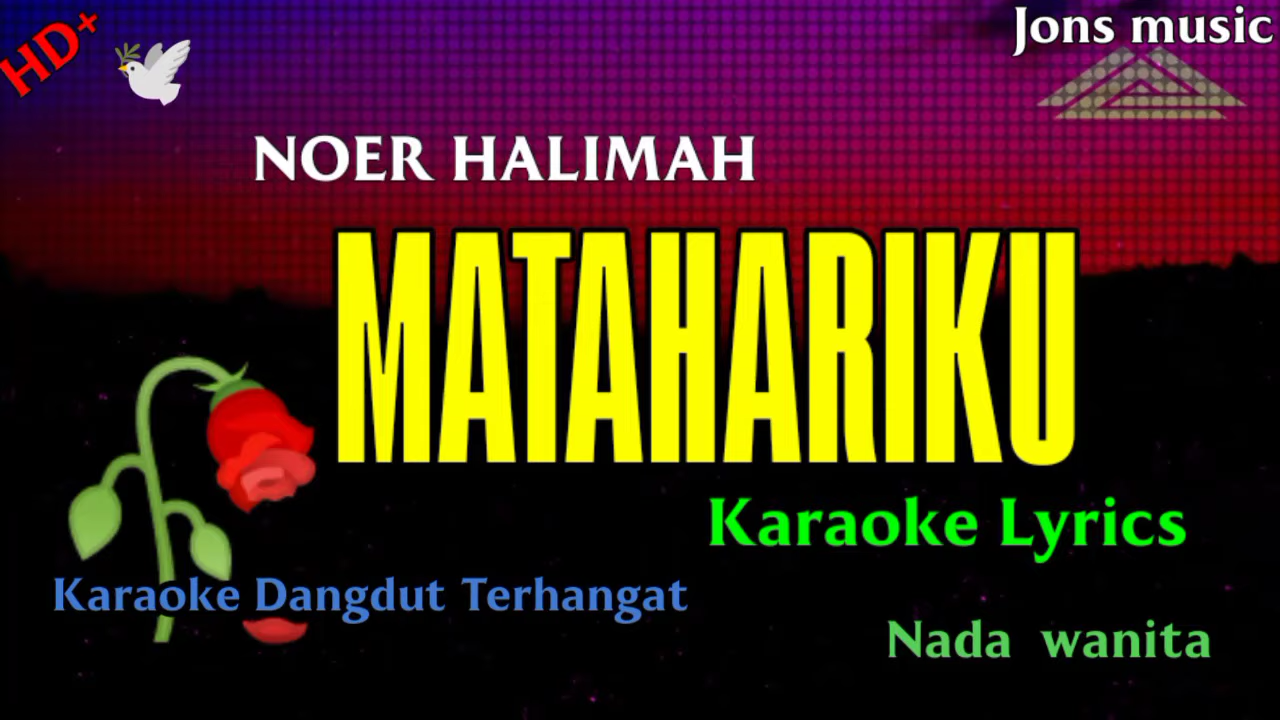 HD+
Jons music
NOER HALIMAH
MATAHARIKU
Karaoke Lyrics
Karaoke Dangdut Terhangat
Nada wanita